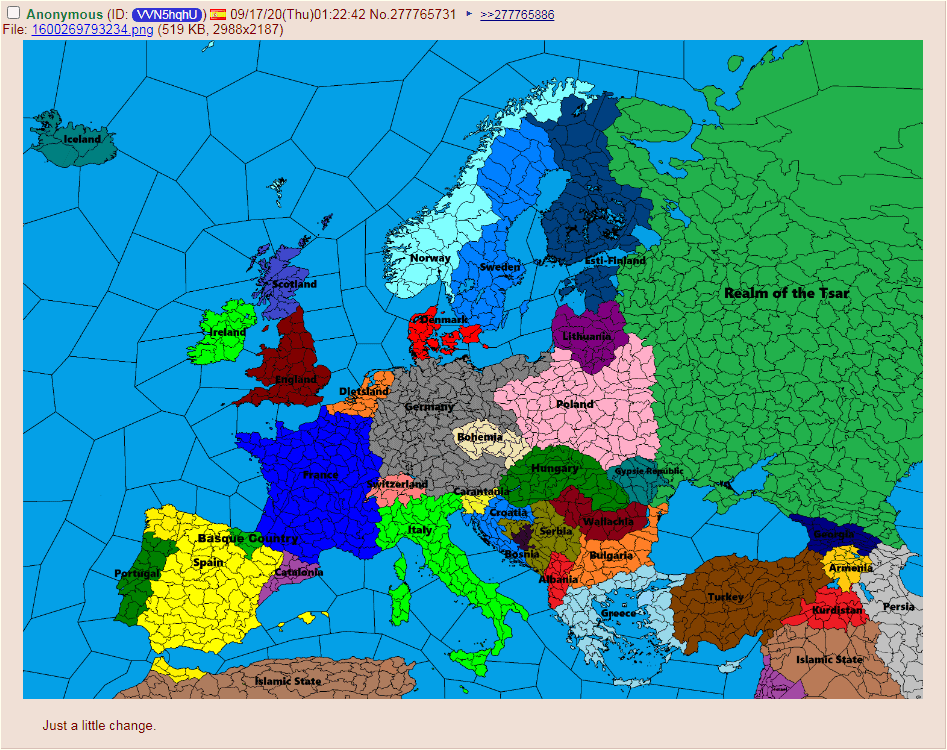 Anonymous (ID: VVN5hqhU) 09/17/20(Thu)01:22:42 No.277765731 ▸ >>277765886
File: 1600269793234.png (519 KB, 2988x2187)
Iceland
Norway
Sweden
Esti-Finland
Scotland
Realm of the Tsar
Denmark
Ireland
Lithuania
England
Dietsland
Germany
Poland
Bohemia
France
Hungary
Gypsie Republic
Switzerland
Carantania
Croatia
Wallachia
Italy
Serbia
Georgia
Basque Country
Spain
Bosnia
Bulgaria
Armenia
Portugal
Catalonia
Albania
Turkey
Persia
Greece
Kurdistan
Islamic State
Islamic State
Just a little change.